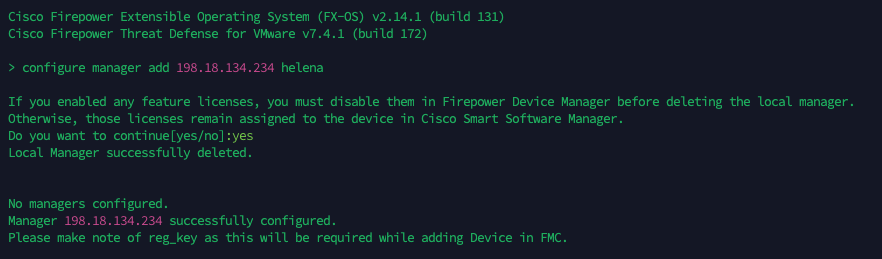 Cisco Firepower Extensible Operating System (FX-OS) v2.14.1 (build 131)
Cisco Firepower Threat Defense for VMware v7.4.1 (build 172)
> configure manager add 198.18.134.234 helena
If you enabled any feature licenses, you must disable them in Firepower Device Manager before deleting the local manager.
Otherwise, those licenses remain assigned to the device in Cisco Smart Software Manager.
Do you want to continue[yes/no]:yes
Local Manager successfully deleted.
No managers configured.
Manager 198.18.134.234 successfully configured.
Please make note of reg_key as this will be required while adding Device in FMC.